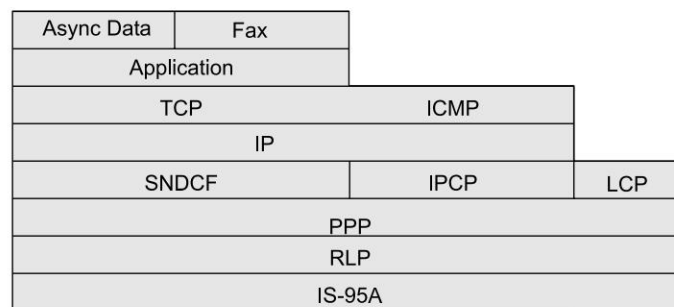 Async Data Fax
Application
TCP ICMP
IP
SNDCF IPCP LCP
PPP
RLP
IS-95A